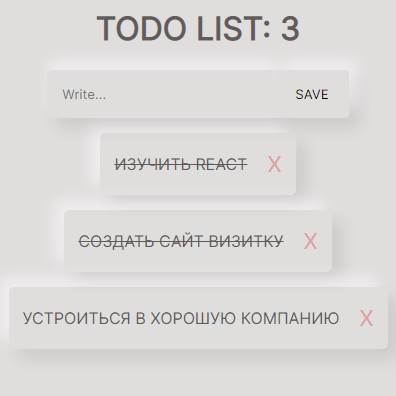 TODO LIST: 3
Write...
SAVE
ИЗУЧИТЬ REACT X
СОЗДАТЬ САЙТ ВИЗИТКУ X
УСТРОИТЬСЯ В ХОРОШУЮ КОМПАНИЮ X